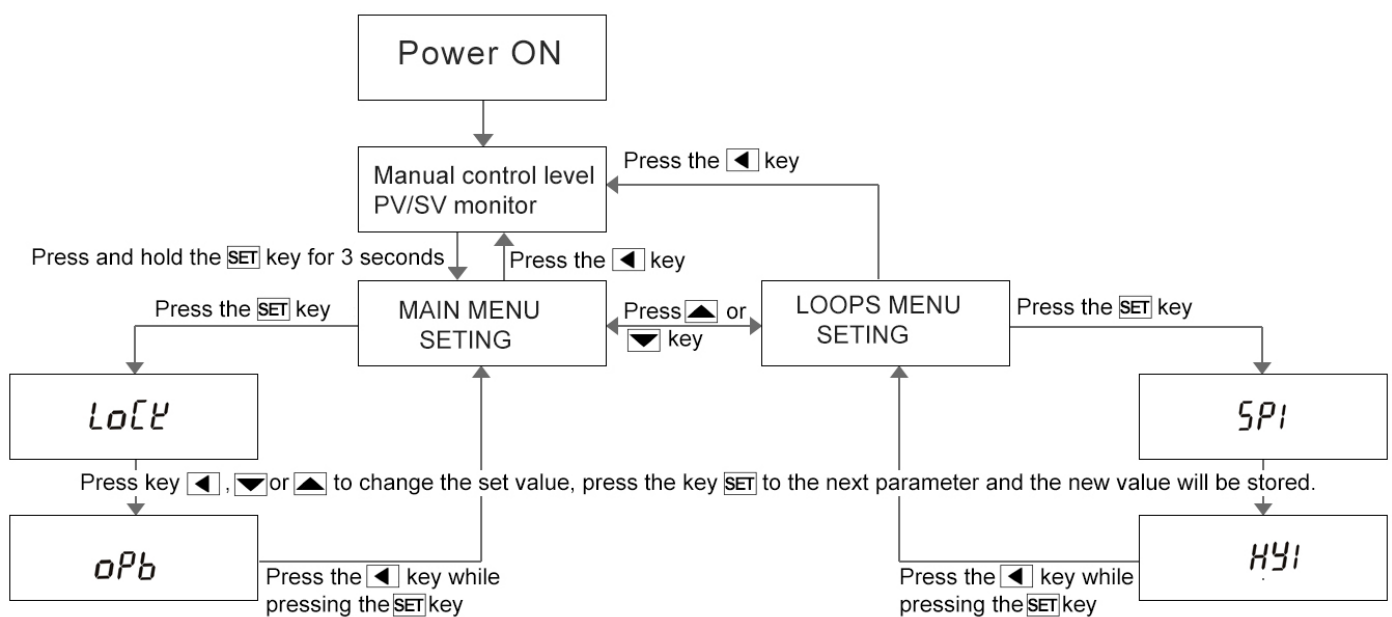 Power ON
Manual control level
PV/SV monitor
Press the ◀ key
Press and hold the SET key for 3 seconds
Press the ◀ key
Press the SET key
MAIN MENU
SETING
Press ▲ or
▼ key
LOOPS MENU
SETING
Press the SET key
LoCK
SP1
Press key ◀ , ▼ or ▲ to change the set value, press the key SET to the next parameter and the new value will be stored.
oPb
HY1
Press the ◀ key while
pressing the SET key
Press the ◀ key while
pressing the SET key